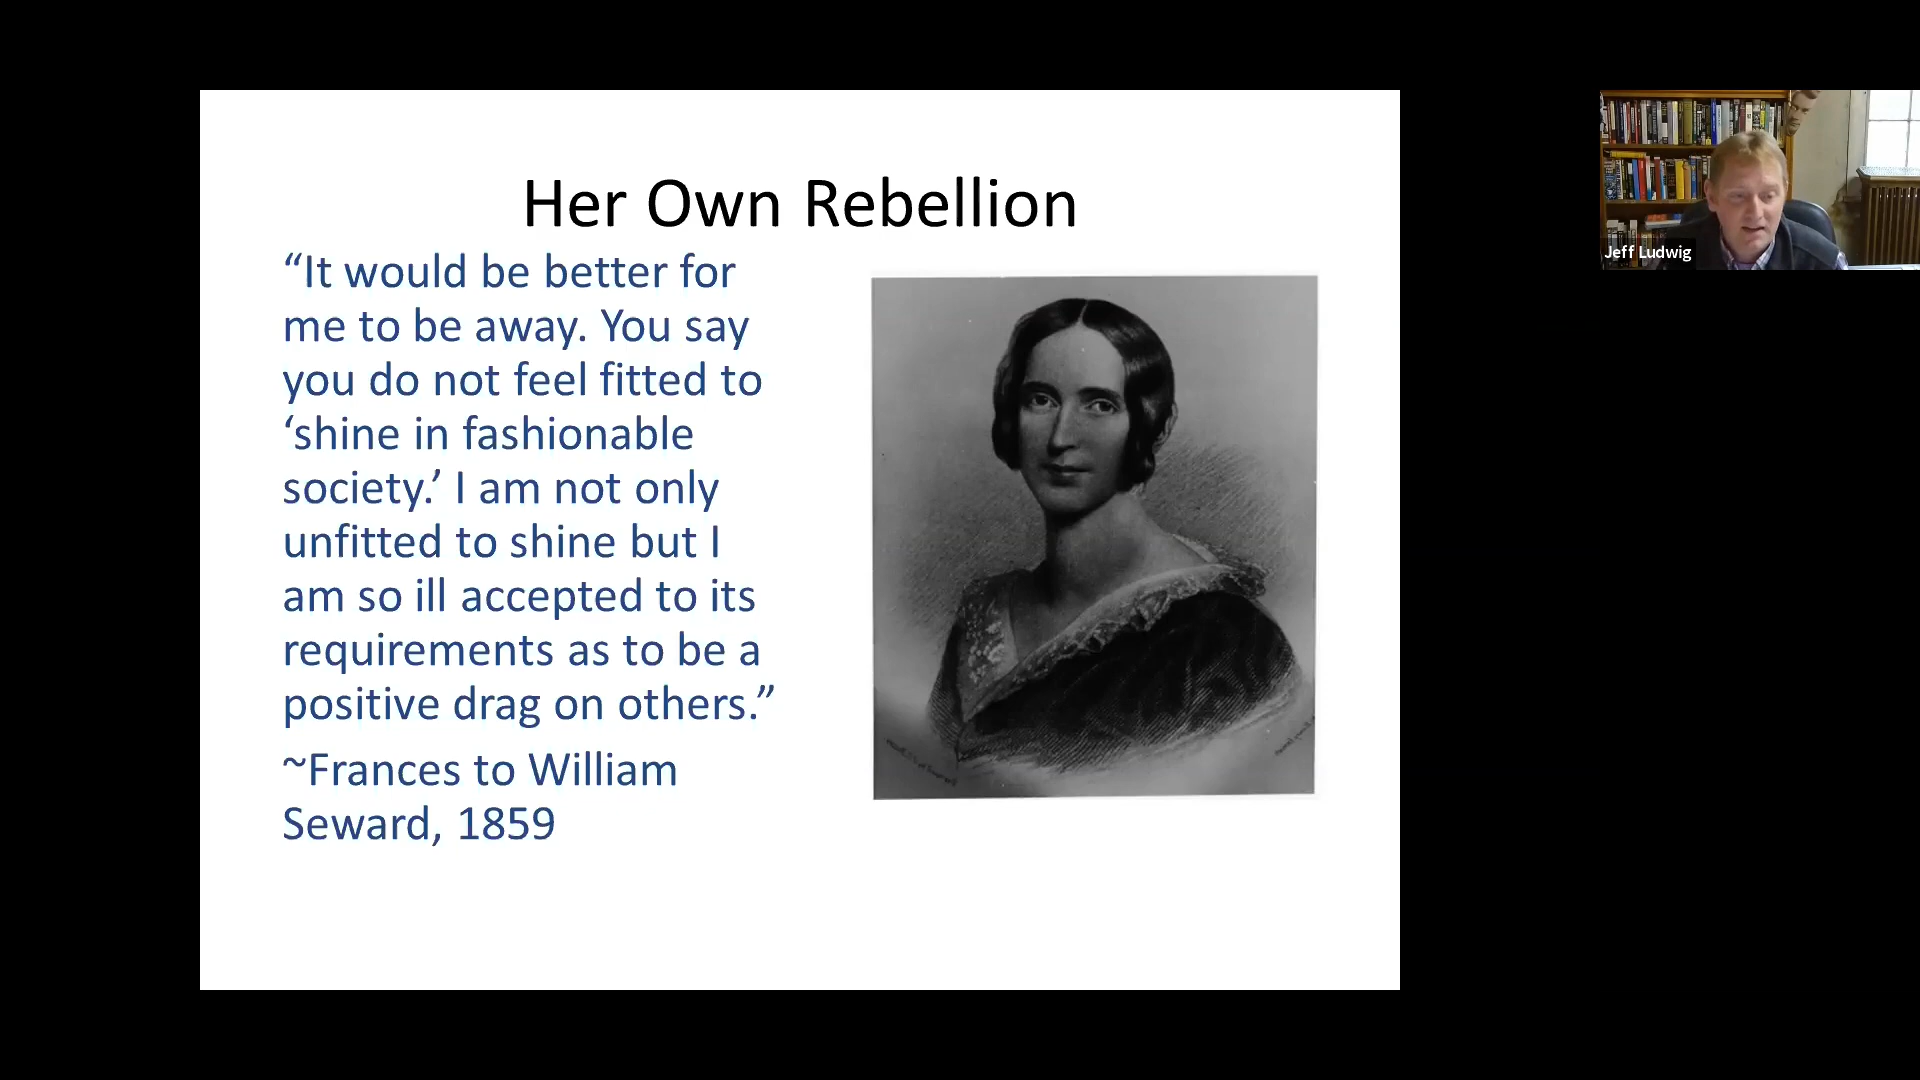 Her Own Rebellion
“It would be better for
me to be away. You say
you do not feel fitted to
‘shine in fashionable
society.’ I am not only
unfitted to shine but I
am so ill accepted to its
requirements as to be a
positive drag on others.”
~Frances to William
Seward, 1859
Jeff Ludwig